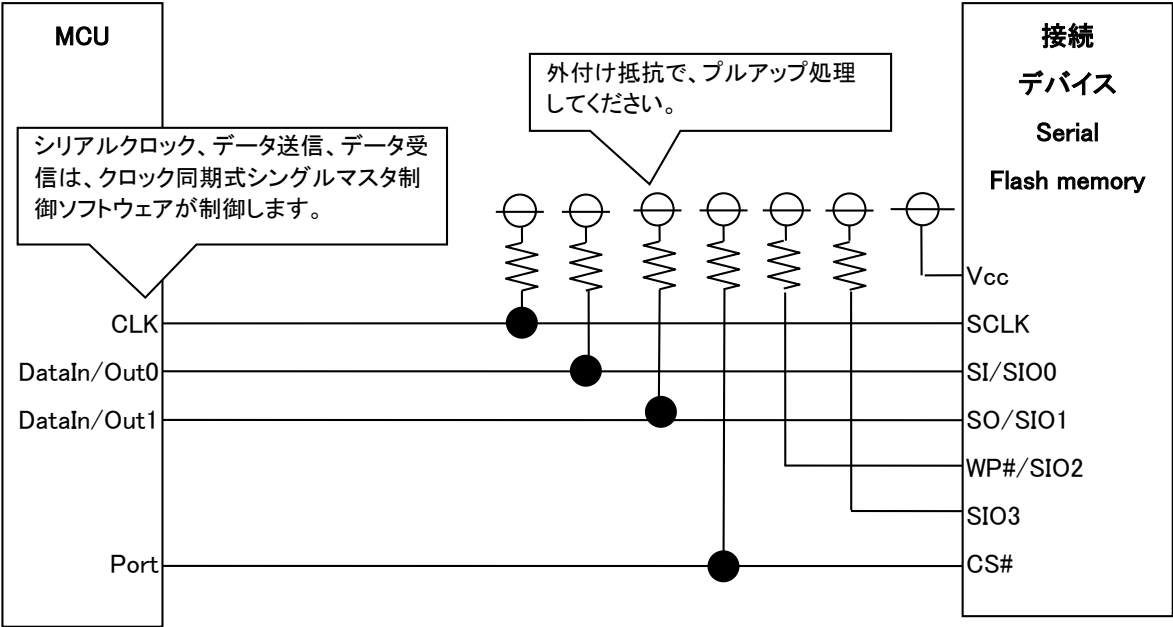 MCU
接続
デバイス
Serial
Flash memory
外付け抵抗で、プルアップ処理
してください。
シリアルクロック、データ送信、データ受
信は、クロック同期式シングルマスタ制
御ソフトウェアが制御します。
Vcc
CLK
SCLK
DataIn/Out0
SI/SIO0
DataIn/Out1
SO/SIO1
WP#/SIO2
SIO3
Port
CS#